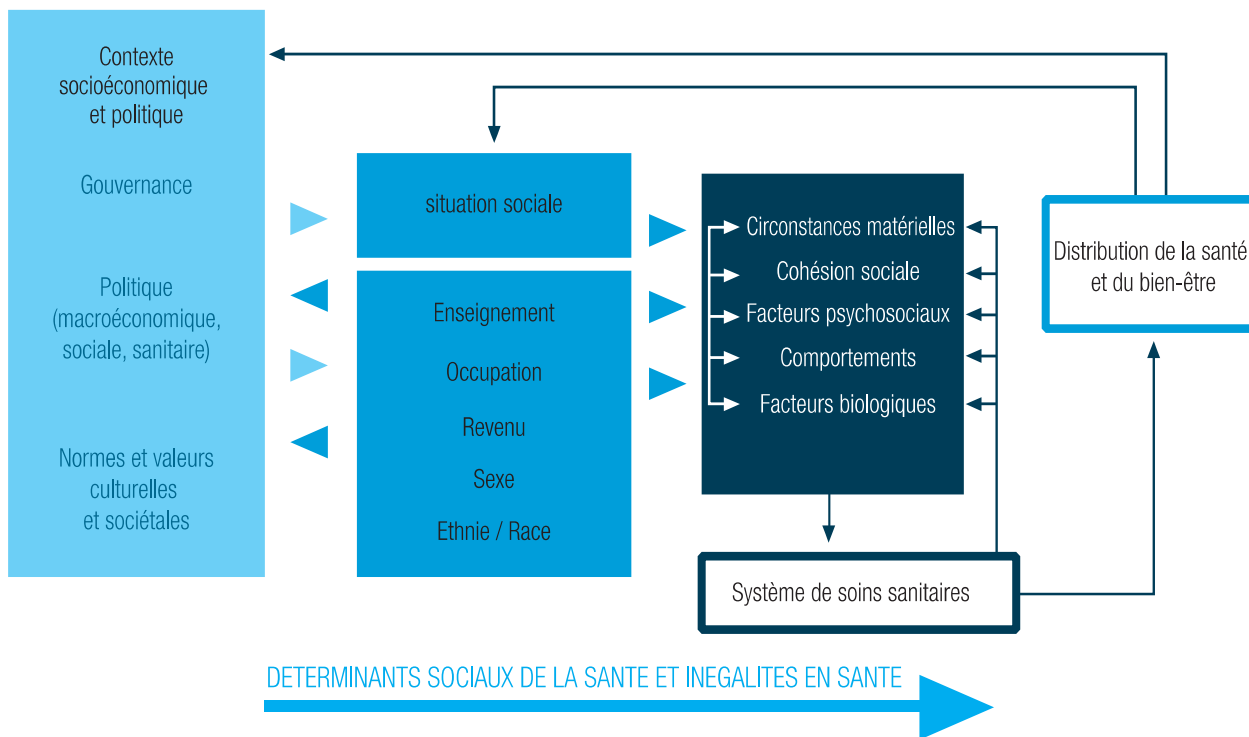 Contexte
socioéconomique
et politique
Gouvernance
Politique
(macroéconomique,
sociale, sanitaire)
Normes et valeurs
culturelles
et sociétales
situation sociale
Enseignement
Occupation
Revenu
Sexe
Ethnie / Race
Circonstances matérielles
Cohésion sociale
Facteurs psychosociaux
Comportements
Facteurs biologiques
Système de soins sanitaires
Distribution de la santé
et du bien-être
DETERMINANTS SOCIAUX DE LA SANTE ET INEGALITES EN SANTE